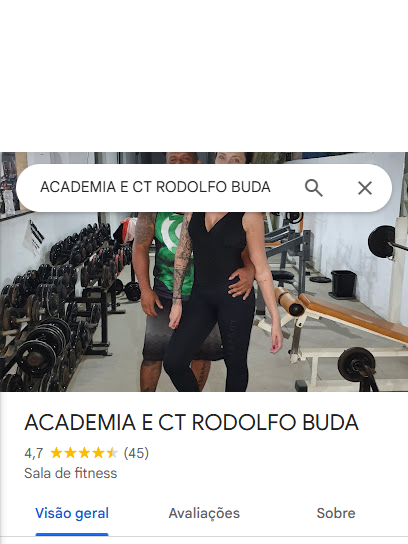 ACADEMIA E CT RODOLFO BUDA
ACADEMIA E CT RODOLFO BUDA
4,7 (45)
Sala de fitness
Visão geral Avaliações Sobre